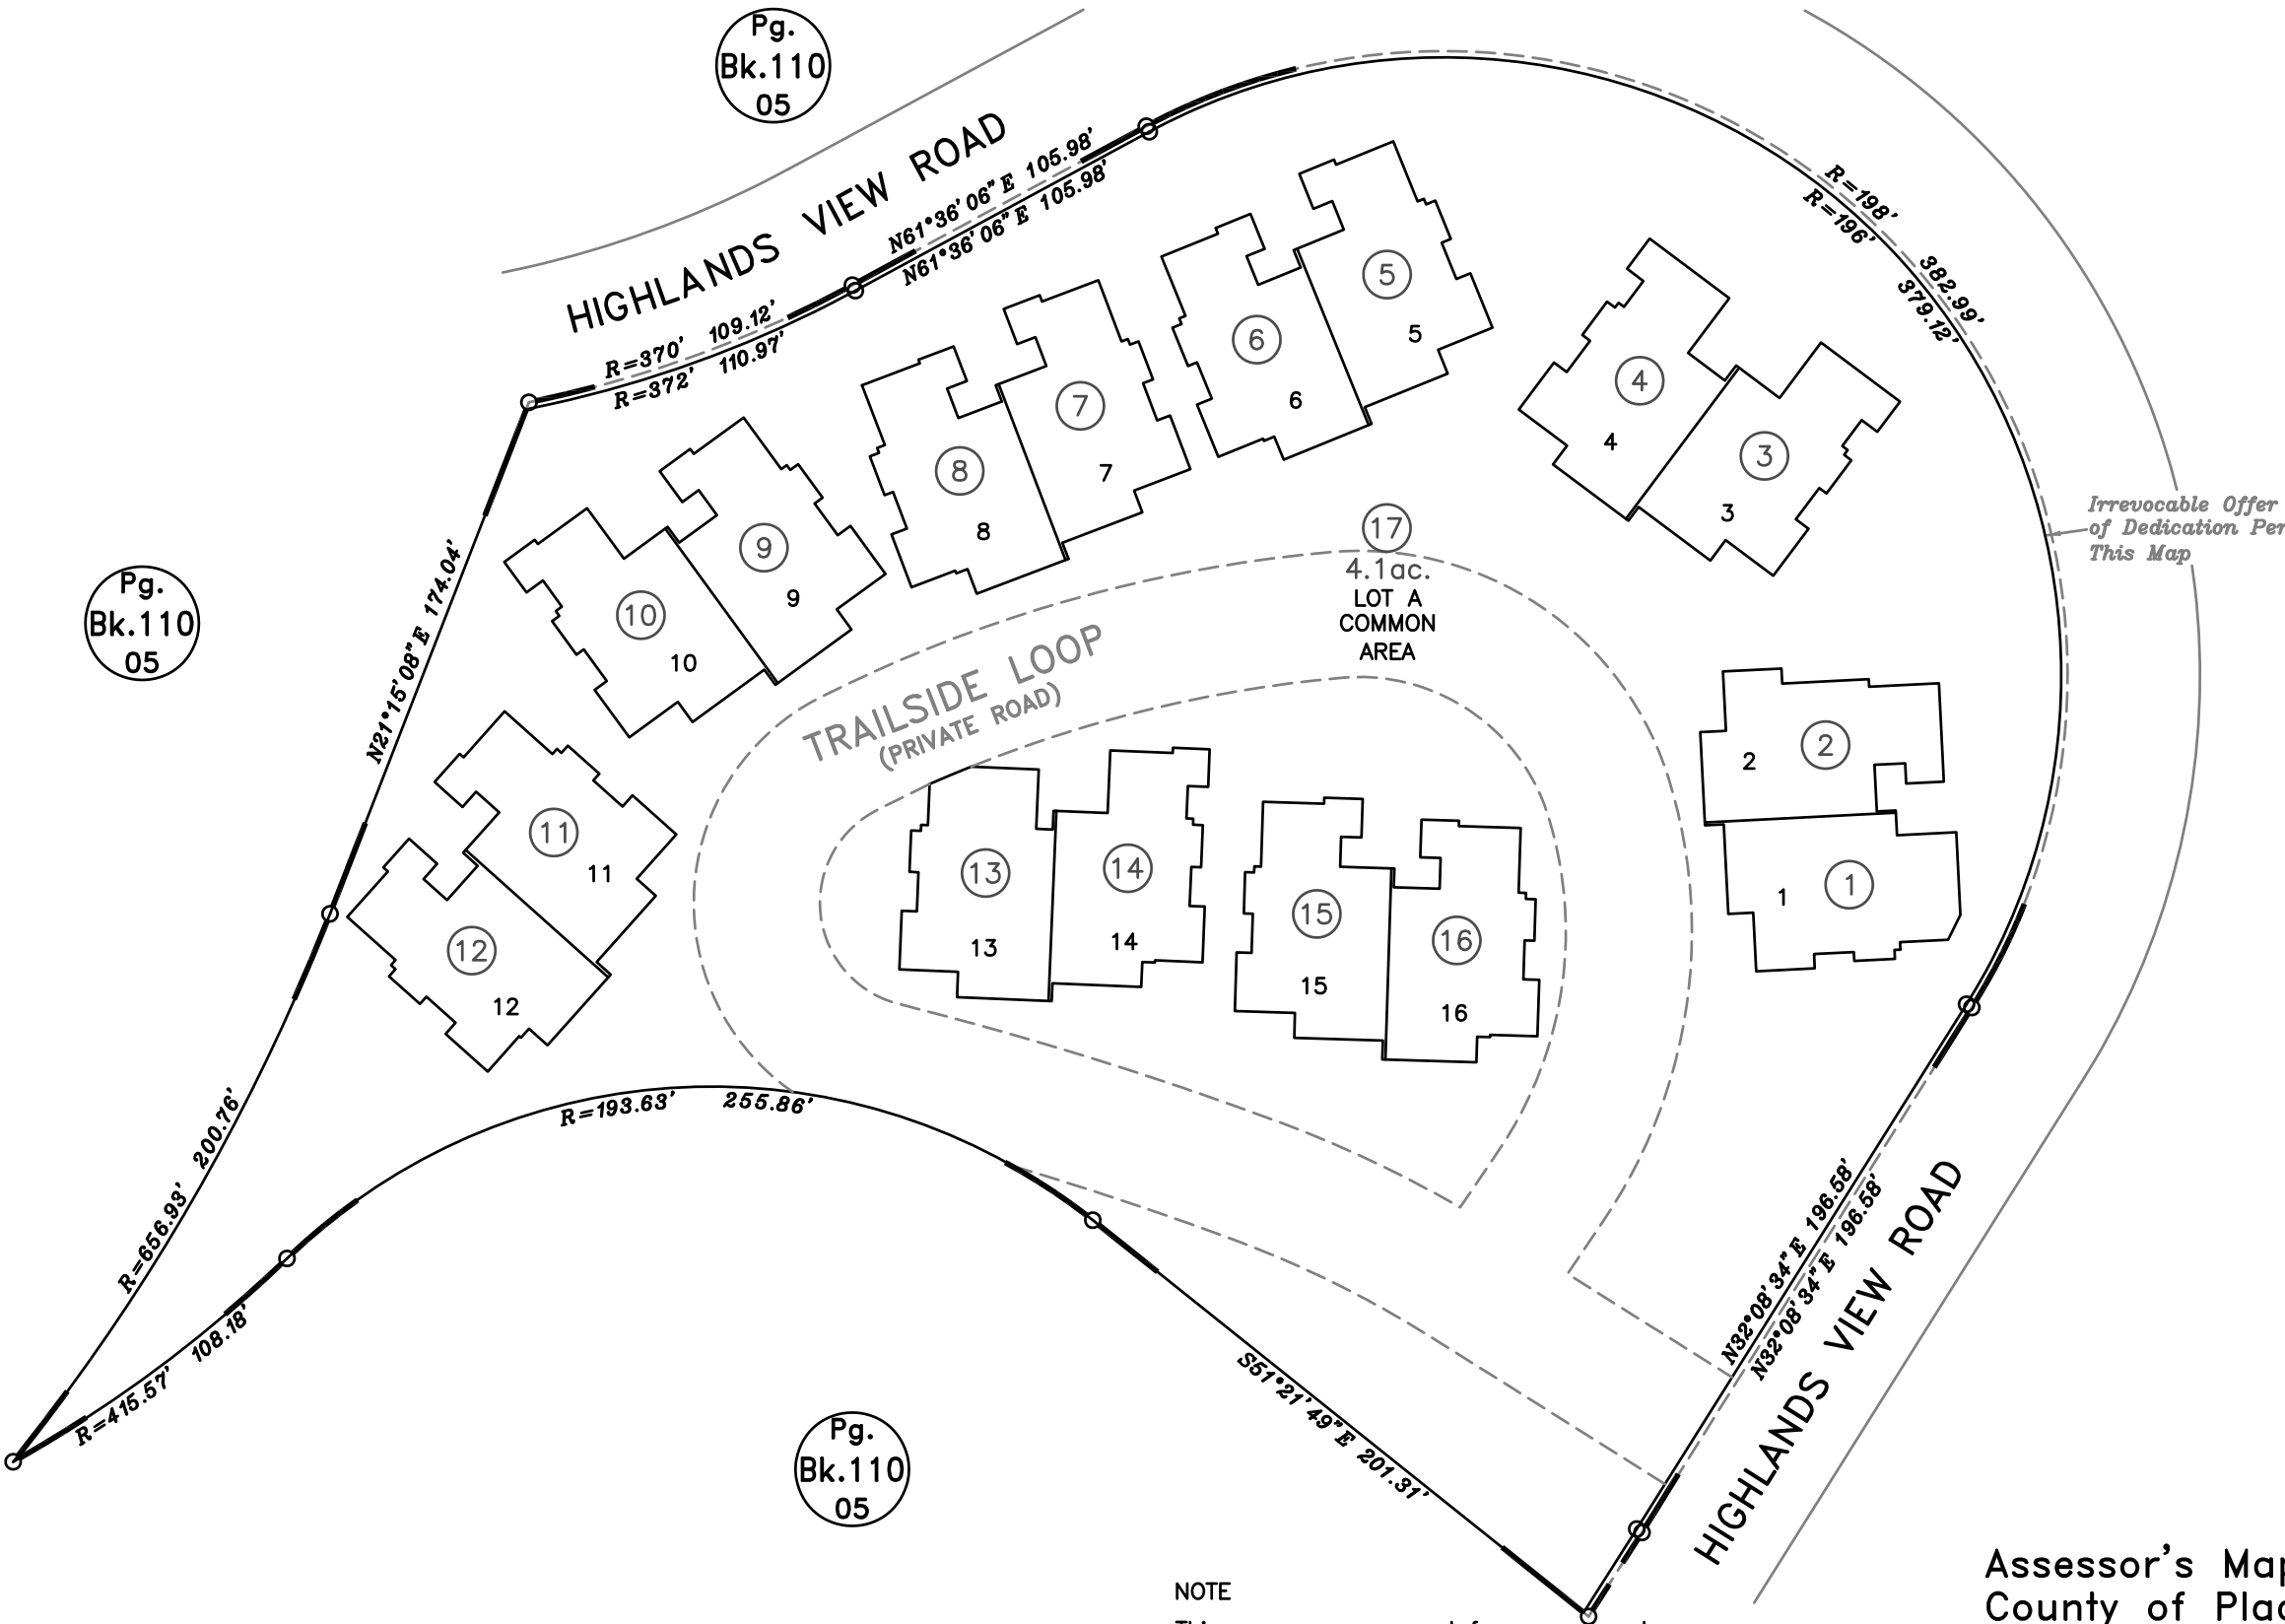 Pg.
Bk.110
05
HIGHLANDS VIEW ROAD
N61°36'06"E 105.98'
N61°36'06"E 105.98'
R=370' 109.12'
R=372' 110.97'
R=198' 382.99'
R=196' 379.12'
Irrevocable Offer
of Dedication Per
This Map
5
5
6
6
7
7
8
8
4
4
3
3
9
9
10
10
17
4.1ac.
LOT A
COMMON
AREA
Pg.
Bk.110
05
N21°15'08"E 174.04'
TRAILSIDE LOOP
(PRIVATE ROAD)
2
2
1
1
11
11
12
12
13
13
14
14
15
15
16
16
R=656.93' 200.76'
R=193.63' 255.86'
R=415.57' 108.18'
S51°21'49"E 201.31'
N32°08'34"E 196.58'
N32°08'34"E 196.58'
HIGHLANDS VIEW ROAD
Pg.
Bk.110
05
NOTE
Assessor's Map
County of Plac